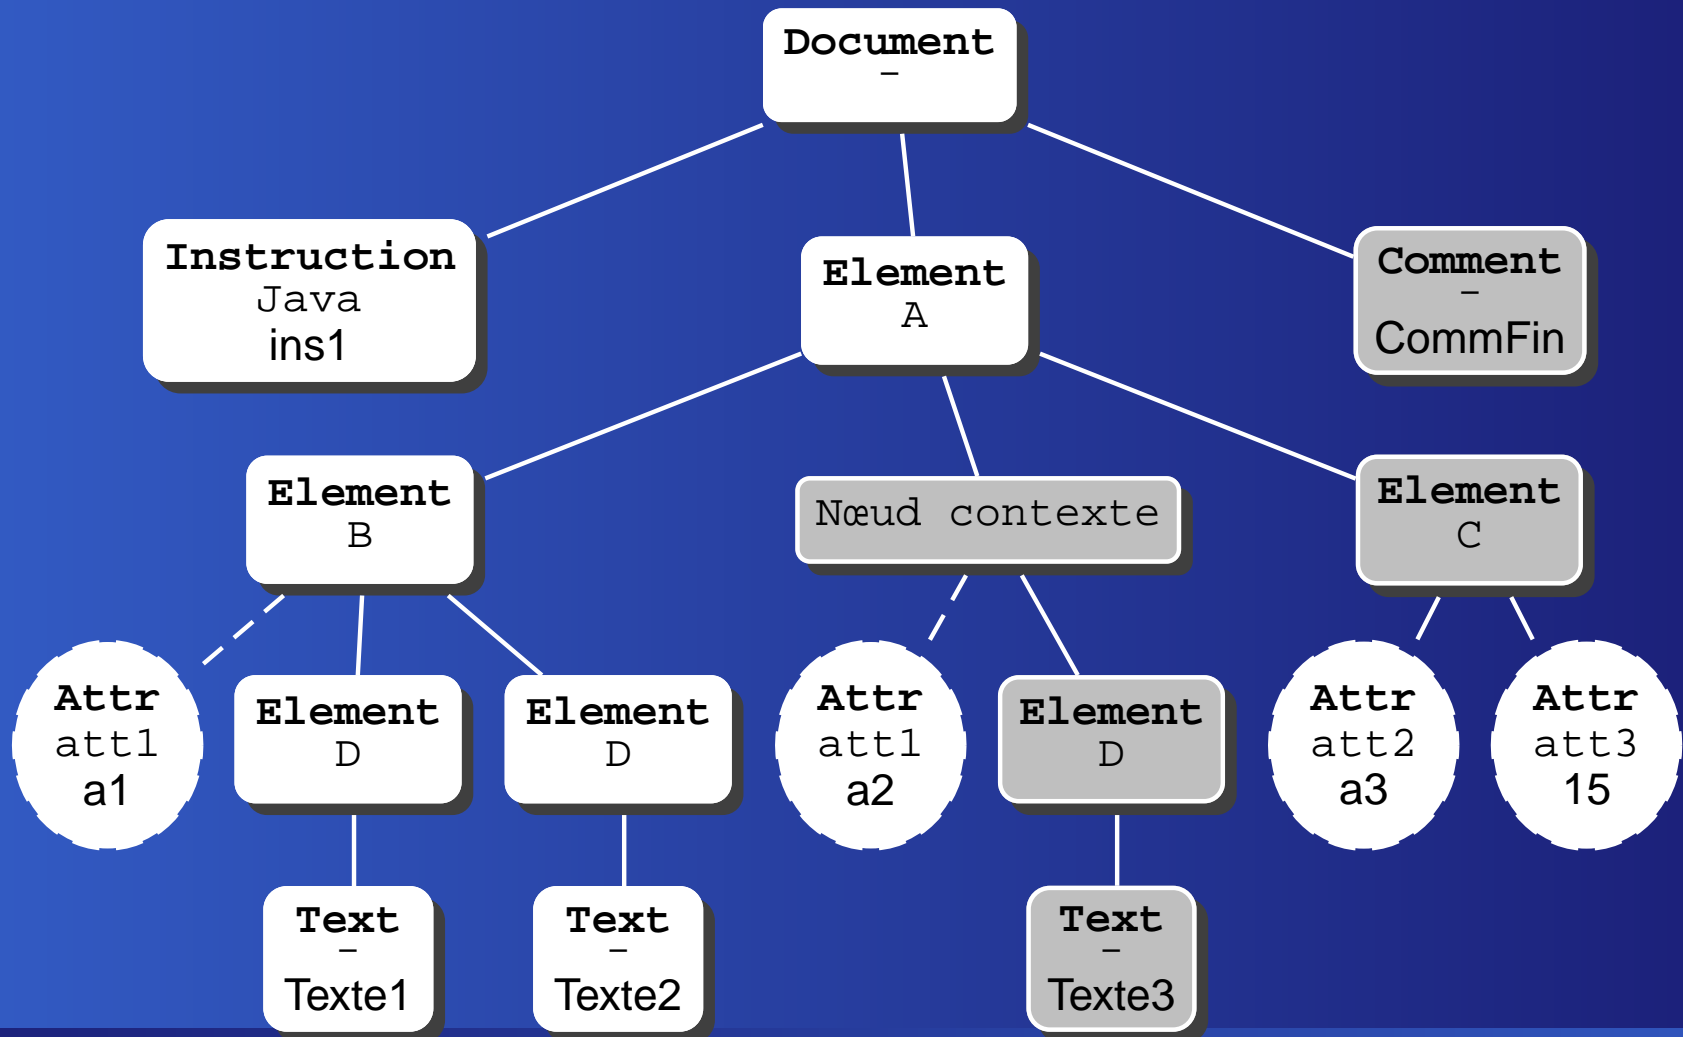 Document
-
Instruction
Java
ins1
Element
A
Comment
-
CommFin
Element
B
Nœud contexte
Element
C
Attr
att1
a1
Element
D
Element
D
Attr
att1
a2
Element
D
Attr
att2
a3
Attr
att3
15
Text
-
Texte1
Text
-
Texte2
Text
-
Texte3